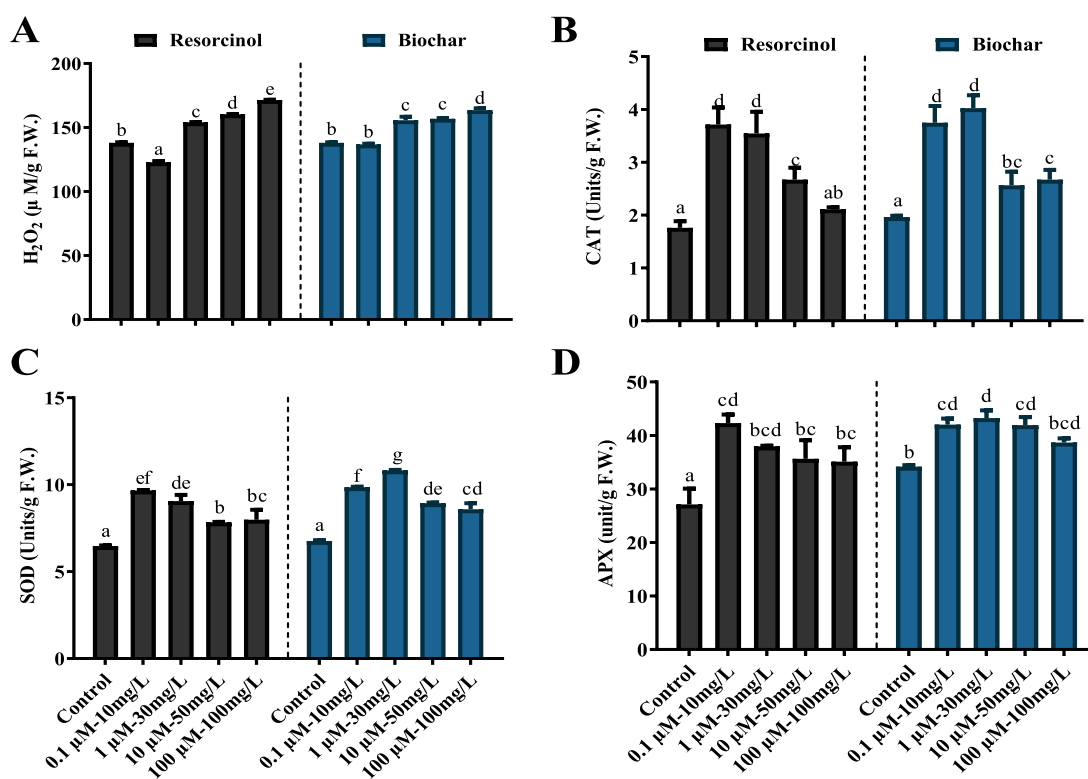 A
Resorcinol
Biochar
H₂O₂ (μ M/g F.W.)
200
150
100
50
0
b
a
c
d
e
b
b
c
c
d
B
Resorcinol
Biochar
CAT (Units/g F.W.)
5
4
3
2
1
0
a
d
d
c
ab
a
d
d
bc
c
C
SOD (Units/g F.W.)
15
10
5
0
a
ef
de
b
bc
a
f
g
de
cd
Control
0.1 μM-10mg/L
1 μM-30mg/L
10 μM-50mg/L
100 μM-100mg/L
Control
0.1 μM-10mg/L
1 μM-30mg/L
10 μM-50mg/L
100 μM-100mg/L
D
APX (unit/g F.W.)
50
40
30
20
10
0
a
cd
bcd
bc
bc
b
cd
d
cd
bcd
Control
0.1 μM-10mg/L
1 μM-30mg/L
10 μM-50mg/L
100 μM-100mg/L
Control
0.1 μM-10mg/L
1 μM-30mg/L
10 μM-50mg/L
100 μM-100mg/L